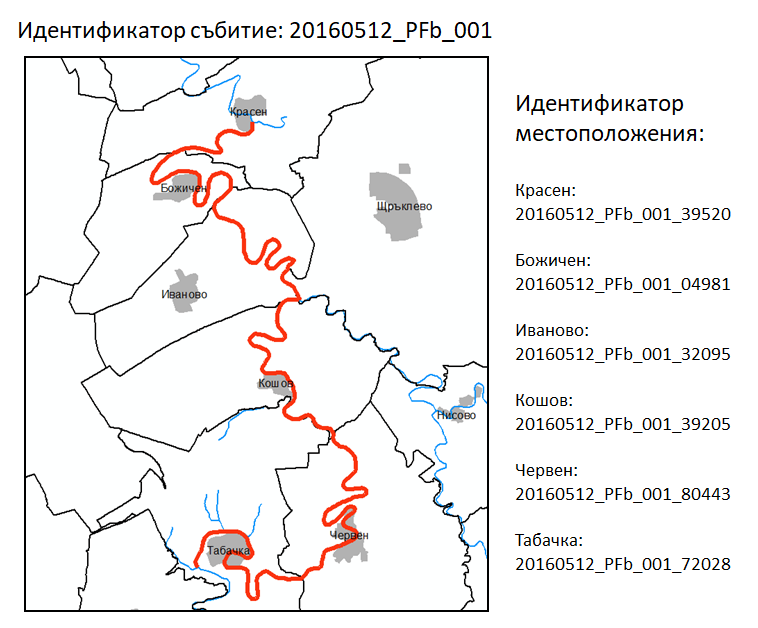 Идентификатор събитие: 20160512_PFb_001
Красен
Божичен
Щръклево
Иваново
Кошов
Нисово
Червен
Табачка
Идентификатор
местоположения:
Красен:
20160512_PFb_001_39520
Божичен:
20160512_PFb_001_04981
Иваново:
20160512_PFb_001_32095
Кошов:
20160512_PFb_001_39205
Червен:
20160512_PFb_001_80443
Табачка:
20160512_PFb_001_72028